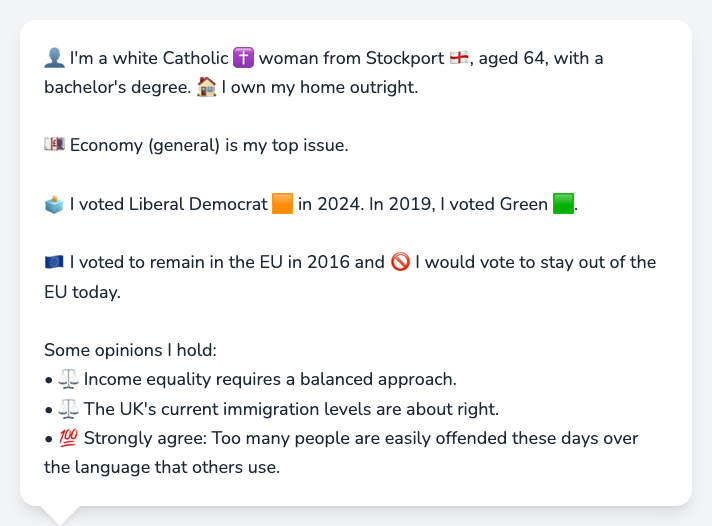 👤 I'm a white Catholic ✝️ woman from Stockport 🏴󠁧󠁢󠁥󠁮󠁧󠁿, aged 64, with a
bachelor's degree. 🏠 I own my home outright.
💷 Economy (general) is my top issue.
🗳️ I voted Liberal Democrat 🟧 in 2024. In 2019, I voted Green 🟩.
🇪🇺 I voted to remain in the EU in 2016 and 🚫 I would vote to stay out of the
EU today.
Some opinions I hold:
• ⚖️ Income equality requires a balanced approach.
• ⚖️ The UK's current immigration levels are about right.
• 💯 Strongly agree: Too many people are easily offended these days over
the language that others use.